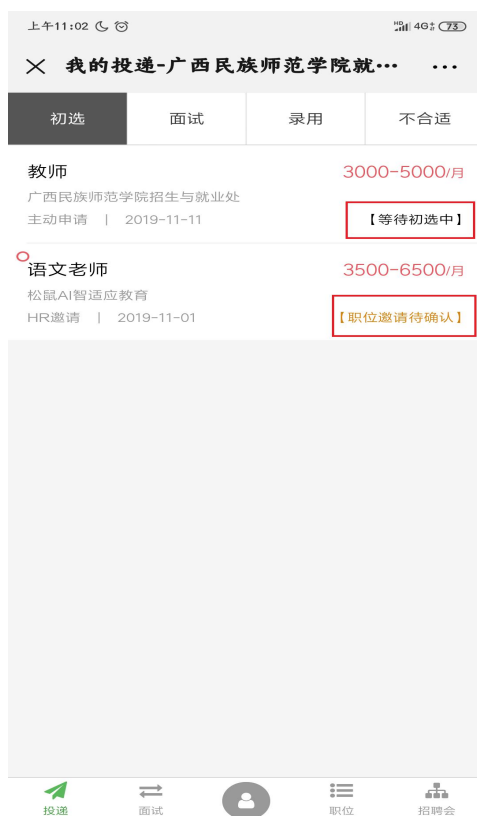 上午11:02 HD 4G 73
我的投递-广西民族师范学院就… ...
初选 面试 录用 不合适
教师 3000-5000/月
广西民族师范学院招生与就业处
主动申请 | 2019-11-11 【等待初选中】
语文老师 3500-6500/月
松鼠AI智适应教育
HR邀请 | 2019-11-01 【职位邀请待确认】
投递 面试 职位 招聘会